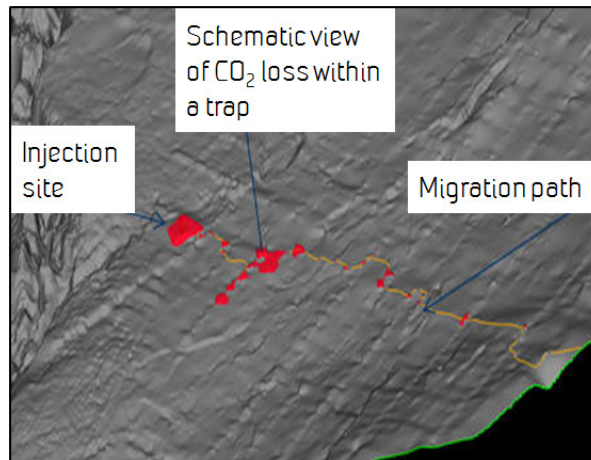 Schematic view
of CO₂ loss within
a trap
Injection
site
Migration path